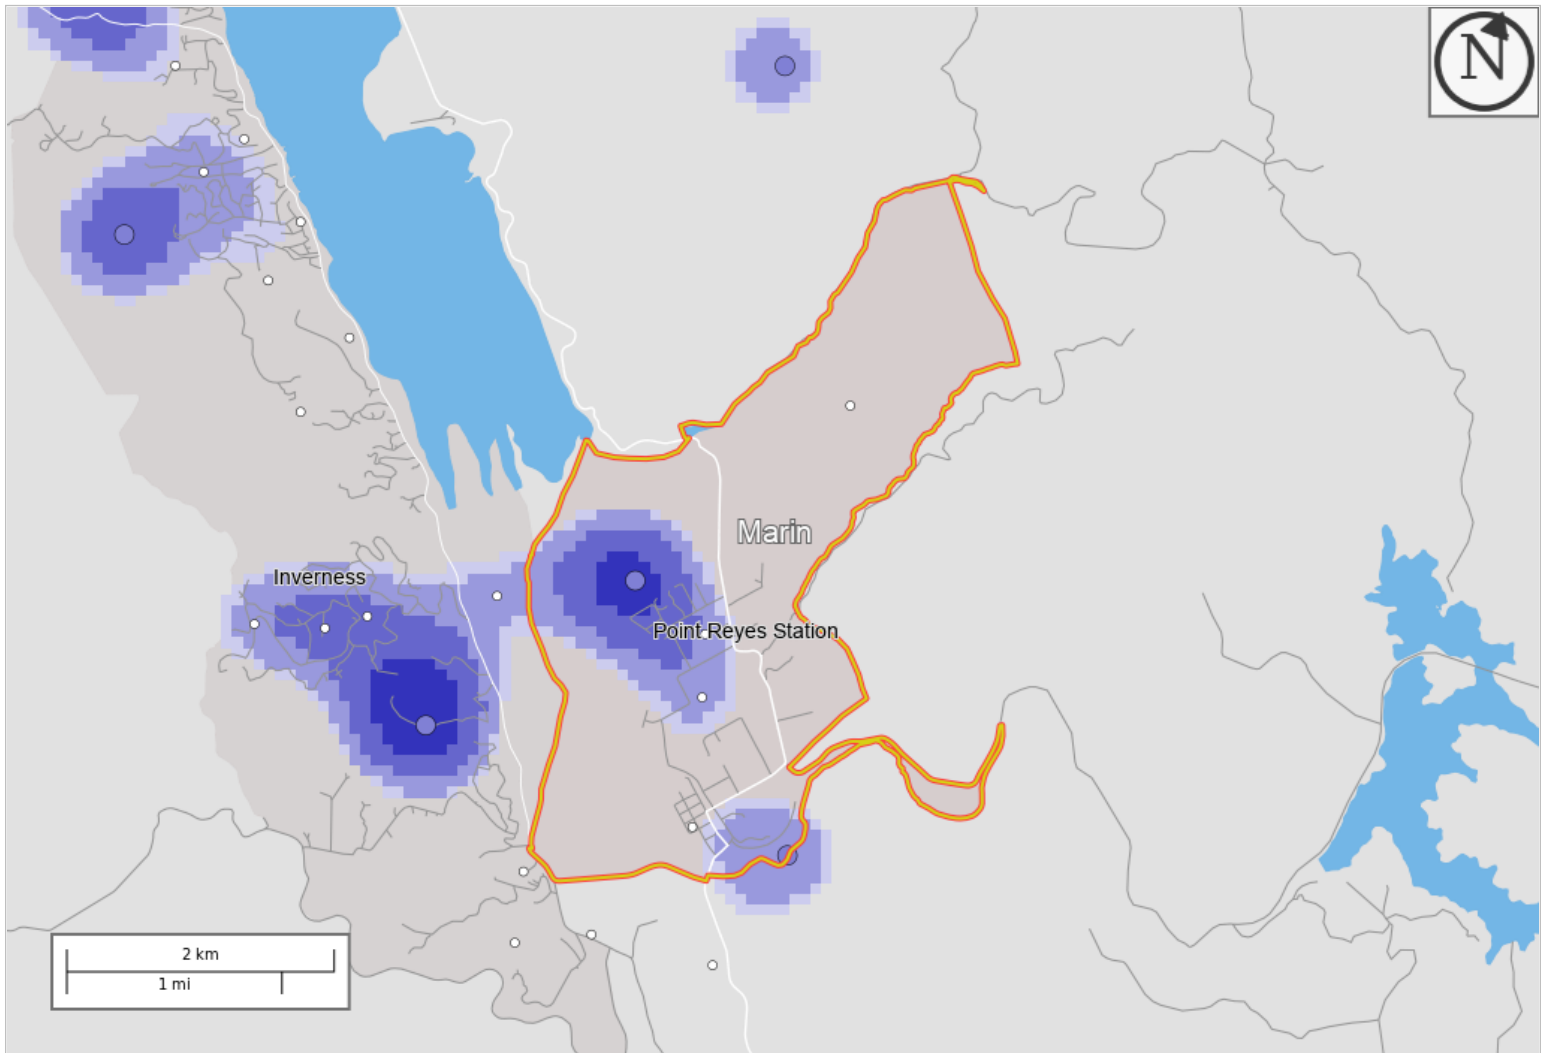 N
Marin
Inverness
Point Reyes Station
2 km
1 mi